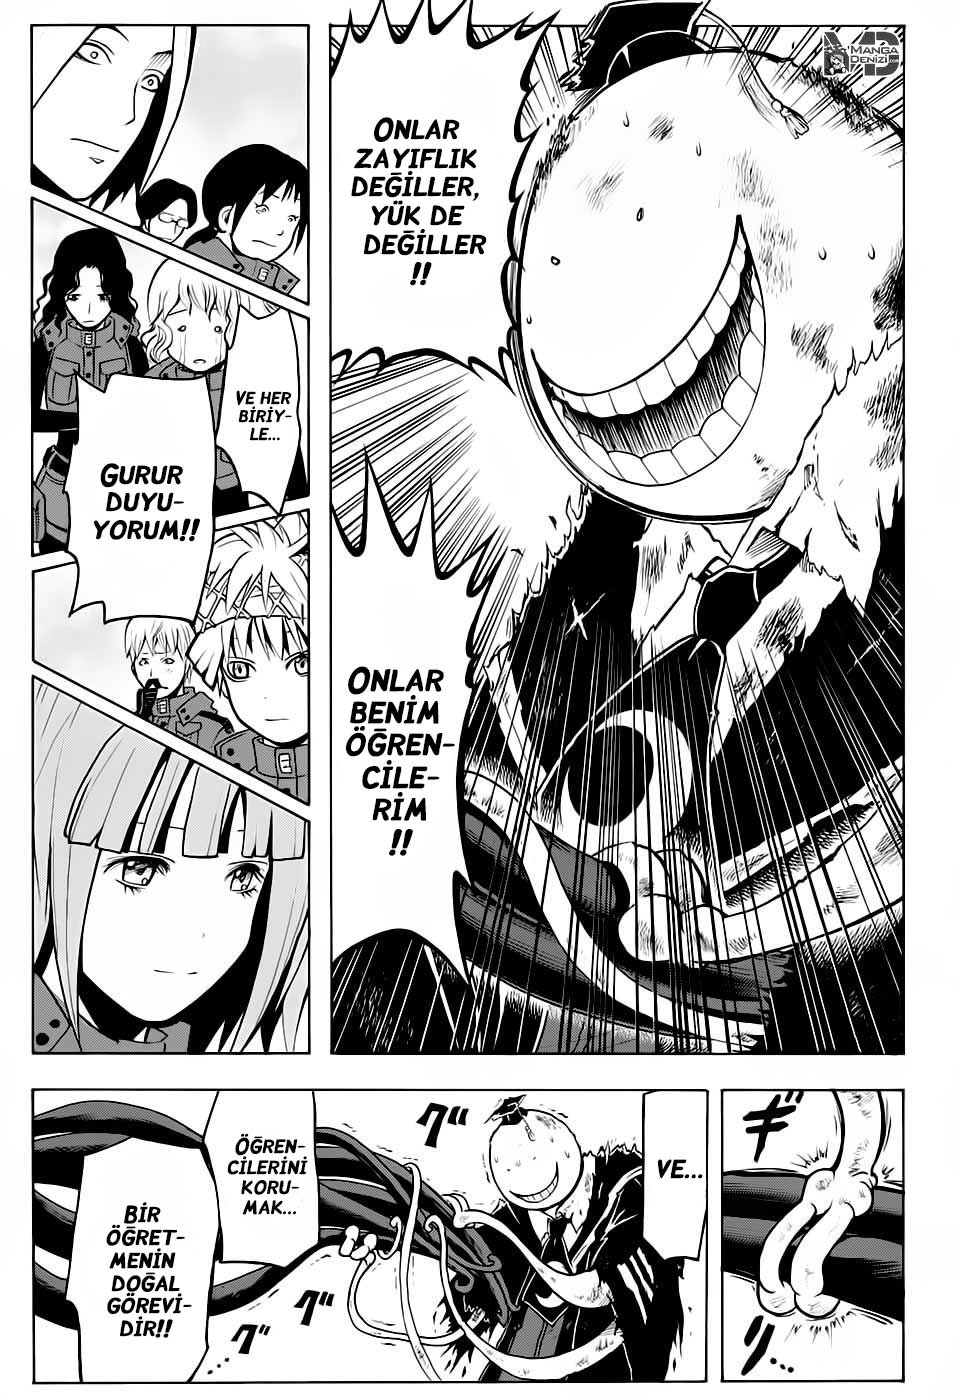 MANGA
DENİZİ.com
ONLAR
ZAYIFLIK
DEĞİLLER,
YÜK DE
DEĞİLLER
!!
VE HER
BİRİY-
LE...
GURUR
DUYU-
YORUM!!
ONLAR
BENİM
ÖĞREN-
CİLE-
RİM
!!
ギ
リ…
VE...
グ"
グ"
グ"…
ÖĞREN-
CİLERİNİ
KORU-
MAK...
BİR
ÖĞRET-
MENİN
DOĞAL
GÖREVİ-
DİR!!